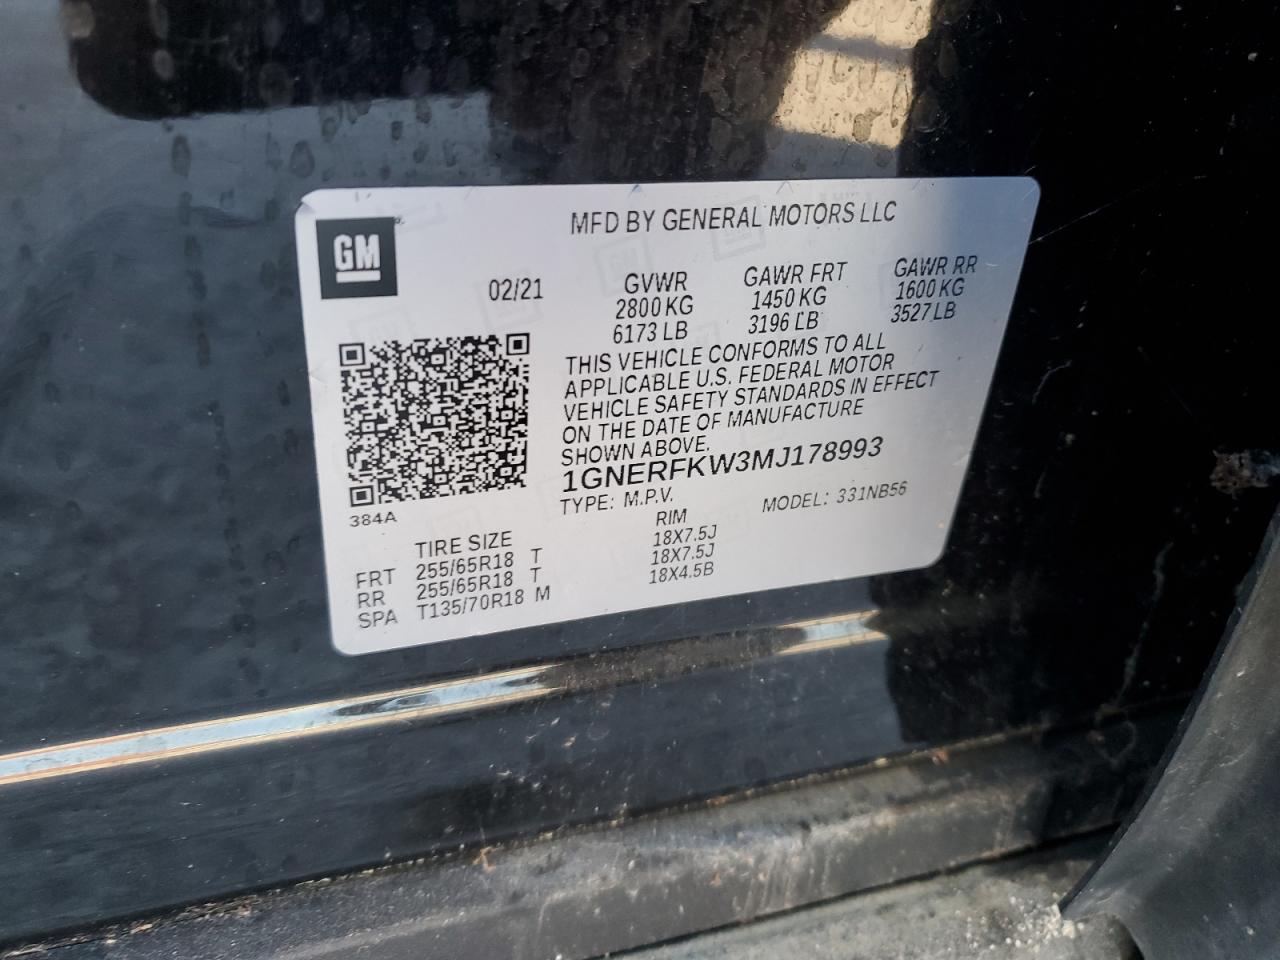 GM
MFD BY GENERAL MOTORS LLC
02/21
GVWR GAWR FRT GAWR RR
2800 KG 1450 KG 1600 KG
6173 LB 3196 LB 3527 LB
THIS VEHICLE CONFORMS TO ALL
APPLICABLE U.S. FEDERAL MOTOR
VEHICLE SAFETY STANDARDS IN EFFECT
ON THE DATE OF MANUFACTURE
SHOWN ABOVE.
1GNERFKW3MJ178993
TYPE: M.P.V. MODEL: 331NB56
384A
TIRE SIZE RIM
FRT 255/65R18 T 18X7.5J
RR 255/65R18 T 18X7.5J
SPA T135/70R18 M 18X4.5B